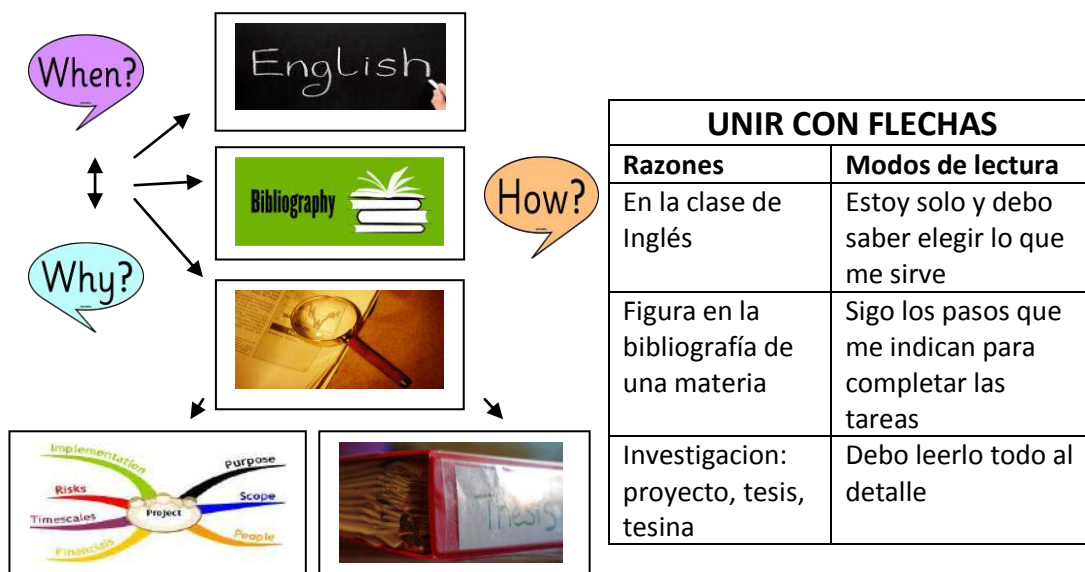 When?
Why?
English
Bibliography
How?
Implementation
Risks
Timescales
Financials
Project
Purpose
Scope
People
Thesis
UNIR CON FLECHAS
Razones
Modos de lectura
En la clase de
Inglés
Estoy solo y debo
saber elegir lo que
me sirve
Figura en la
bibliografía de
una materia
Sigo los pasos que
me indican para
completar las
tareas
Investigacion:
proyecto, tesis,
tesina
Debo leerlo todo al
detalle